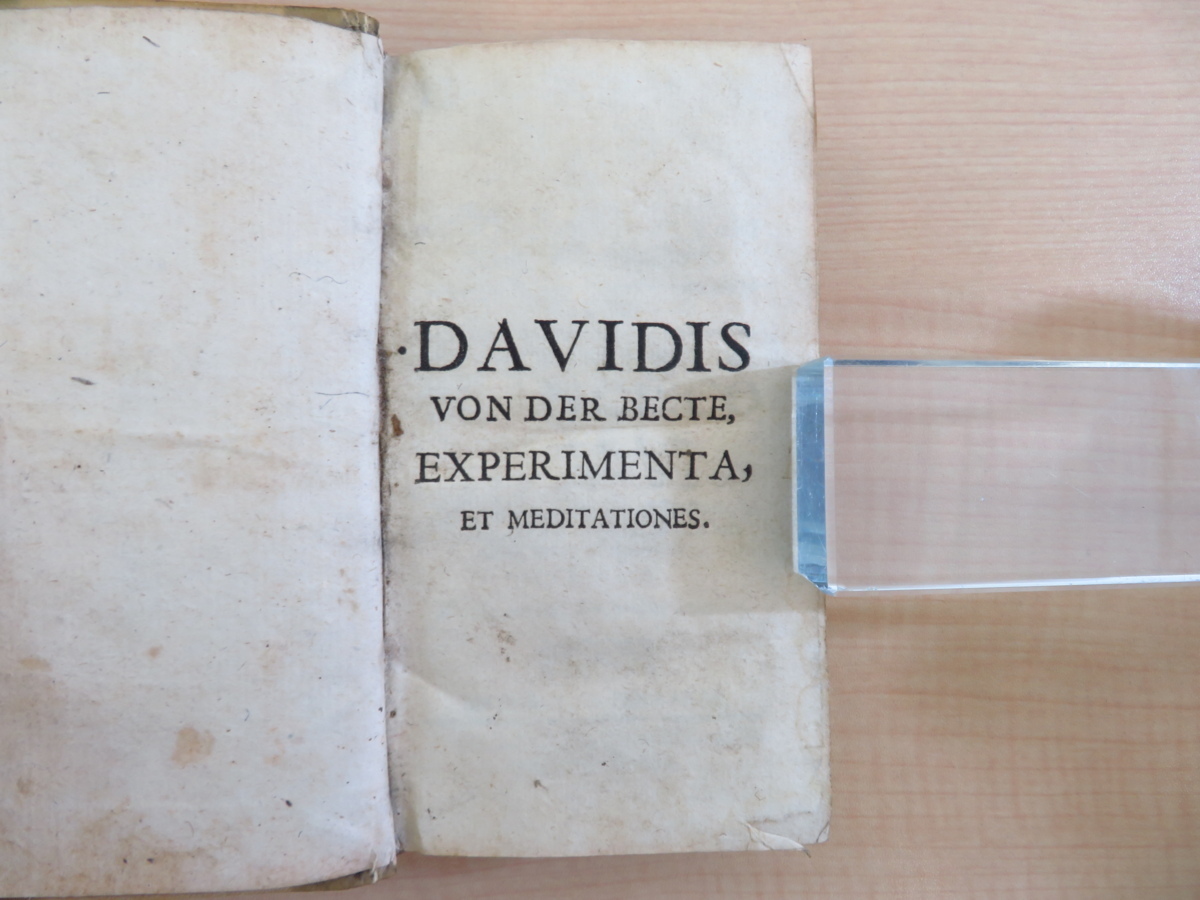 DAVIDIS
VON DER BECTE,
EXPERIMENTA,
ET MEDITATIONES.